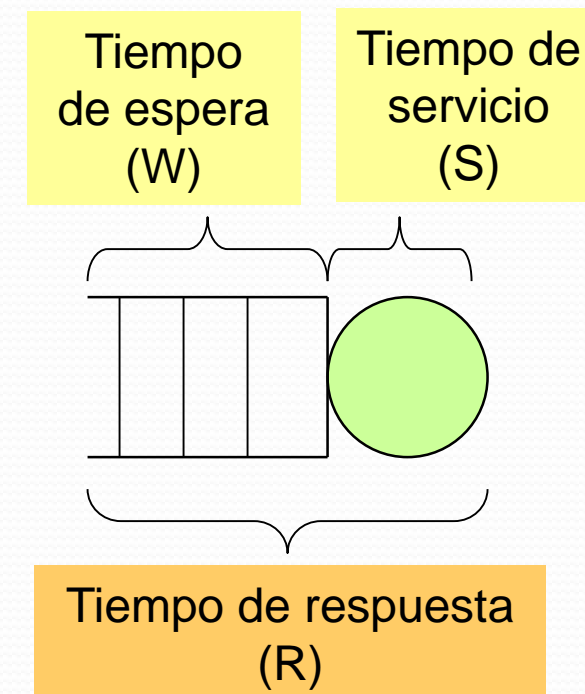 Tiempo
de espera
(W)
Tiempo de
servicio
(S)
Tiempo de respuesta
(R)